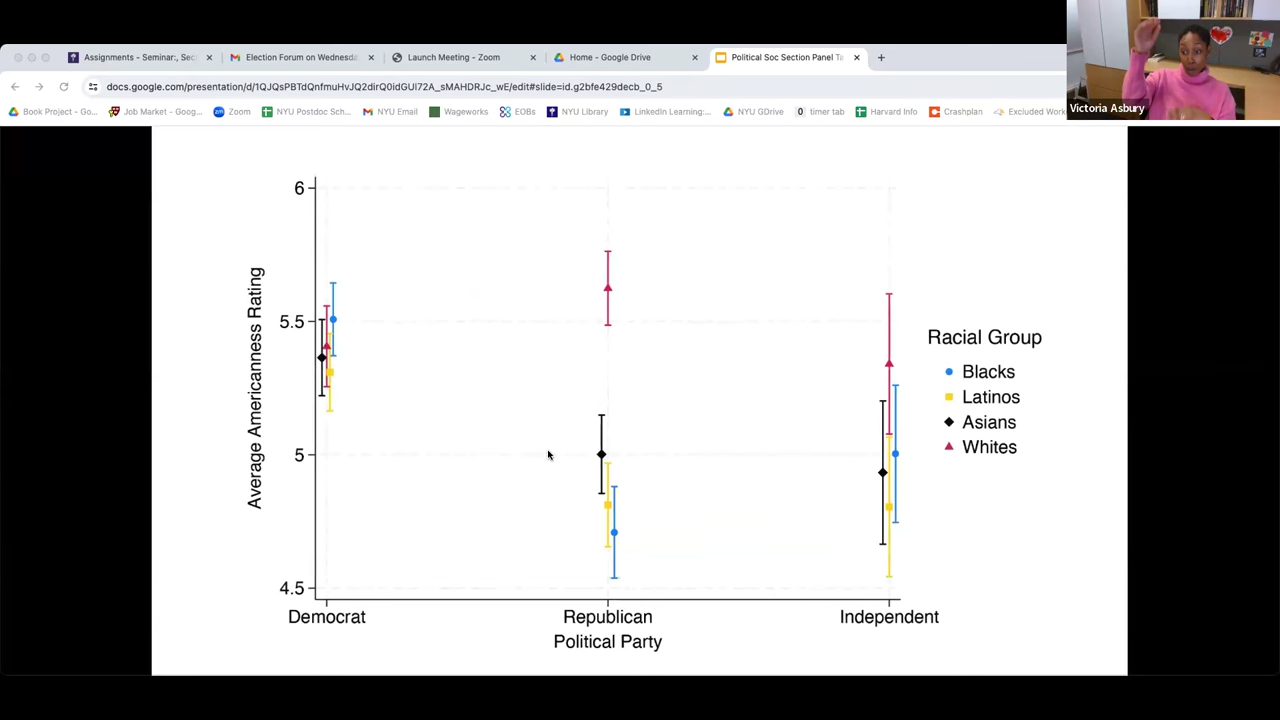 Assignments - Seminar:, Sec
Election Forum on Wednesda
Launch Meeting - Zoom
Home - Google Drive
Political Soc Section Panel Ta
docs.google.com/presentation/d/1QJQsPBTdQnfmuHvJQ2dirQ0idGUl72A_sMAHDRJc_wE/edit#slide=id.g2bfe429decb_0_5
Book Project - Go...
Job Market - Goog...
zm Zoom
NYU Postdoc Sch...
NYU Email
Wageworks
EOBs
NYU Library
LinkedIn Learning:...
NYU GDrive
0 timer tab
Harvard Info
Crashplan
Excluded Work
Victoria Asbury
6
5.5
5
4.5
Average Americanness Rating
Democrat
Republican
Independent
Political Party
Racial Group
Blacks
Latinos
Asians
Whites